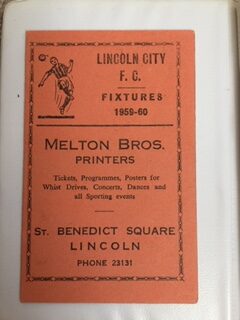 LINCOLN CITY
F. C.
FIXTURES
1959-60
MELTON BROS.
PRINTERS
Tickets, Programmes, Posters for
Whist Drives, Concerts, Dances and
all Sporting events
ST. BENEDICT SQUARE
LINCOLN
PHONE 23131